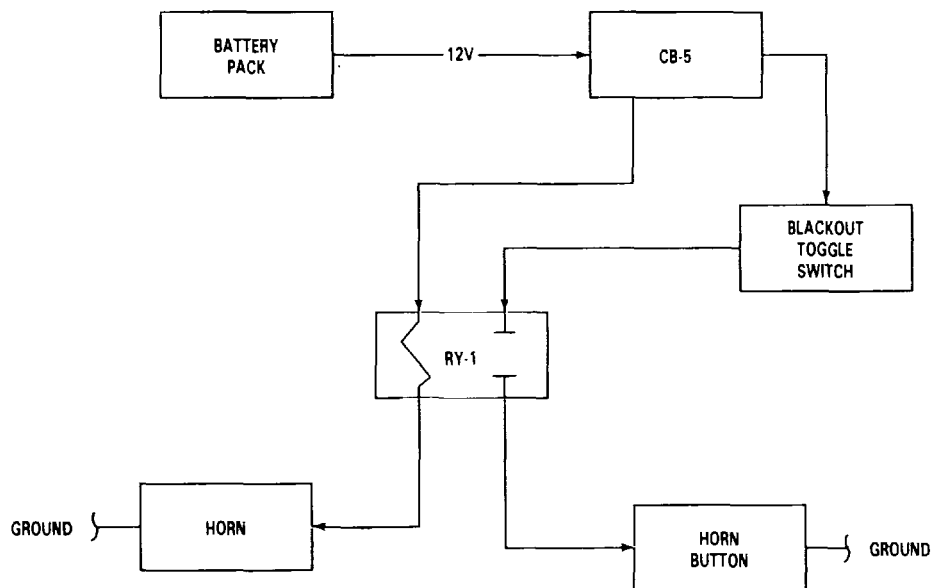 BATTERY
PACK
12V
CB-5
BLACKOUT
TOGGLE
SWITCH
RY-1
GROUND
HORN
HORN
BUTTON
GROUND